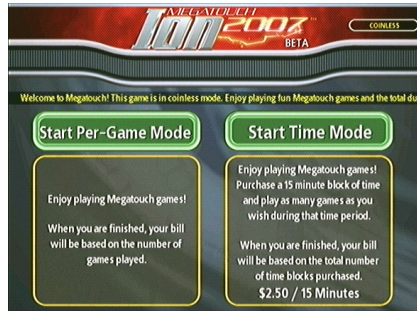 MEGATOUCH
Ion 2007
BETA
COINLESS
Welcome to Megatouch! This game is in coinless mode. Enjoy playing fun Megatouch games and the total du
Start Per-Game Mode
Enjoy playing Megatouch games!
When you are finished, your bill
will be based on the number of
games played.
Start Time Mode
Enjoy playing Megatouch games!
Purchase a 15 minute block of time
and play as many games as you
wish during that time period.
When you are finished, your bill
will be based on the total number
of time blocks purchased.
$2.50 / 15 Minutes